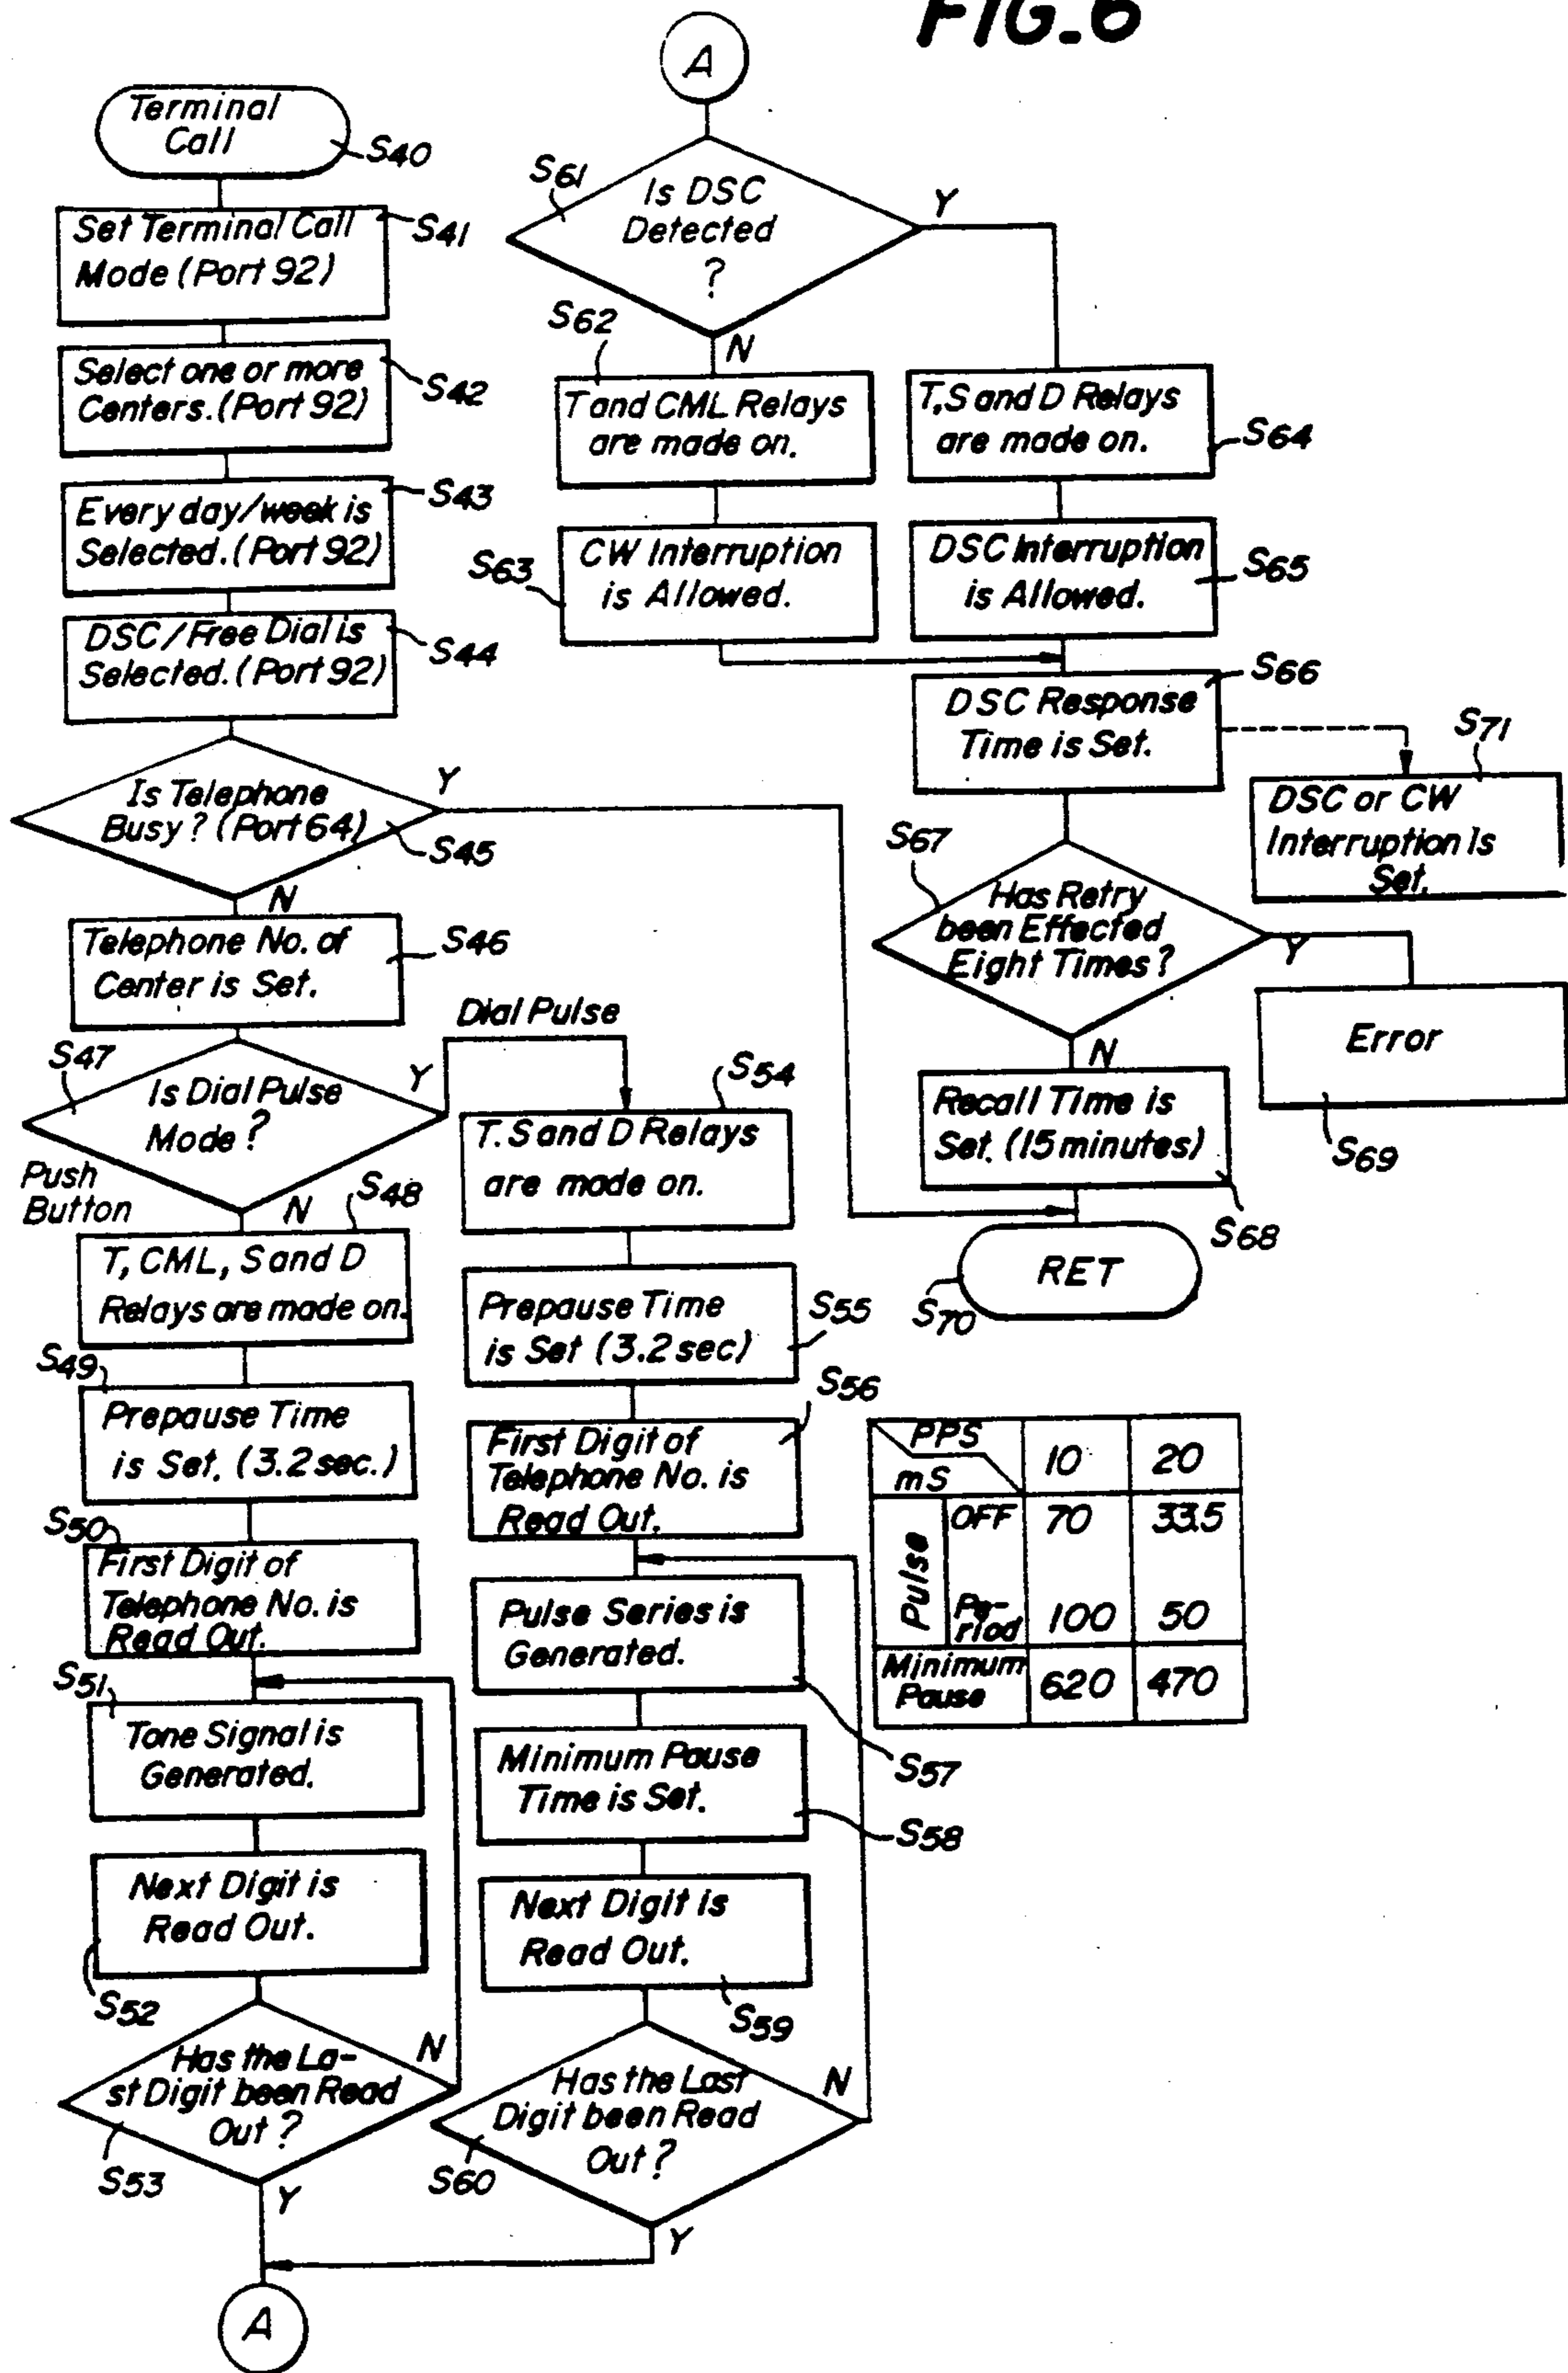 FIG_6
Terminal
Call
S40
Set Terminal Call
Mode (Port 92)
S41
Select one or more
Centers. (Port 92)
S42
Every day/week is
Selected. (Port 92)
S43
DSC/Free Dial is
Selected. (Port 92)
S44
Is Telephone
Busy? (Port 64)
S45
Y
N
Telephone No. of
Center is Set.
S46
S47
Is Dial Pulse
Mode?
Y
Dial Pulse
Push
Button
N
S48
T, CML, S and D
Relays are made on.
S49
Prepause Time
is Set. (3.2 sec.)
S50
First Digit of
Telephone No. is
Read Out.
S51
Tone Signal is
Generated.
Next Digit is
Read Out.
S52
Has the La-
st Digit been Read
Out?
N
S53
Y
A
S54
T. S and D Relays
are made on.
Prepause Time
is Set (3.2 sec)
S55
S56
First Digit of
Telephone No. is
Read Out.
Pulse Series is
Generated.
S57
Minimum Pause
Time is Set.
S58
Next Digit is
Read Out.
S59
Has the Last
Digit been Read
Out?
N
S60
Y
A
S61
Is DSC
Detected
?
Y
N
S62
T and CML Relays
are made on.
T, S and D Relays
are made on.
S64
S63
CW Interruption
is Allowed.
DSC Interruption
is Allowed.
S65
S66
DSC Response
Time is Set.
S71
DSC or CW
Interruption Is
Set.
S67
Has Retry
been Effected
Eight Times?
Y
N
Error
S69
Recall Time is
Set. (15 minutes)
S68
RET
S70
PPS
mS
10
20
Pulse
OFF
70
33.5
Pe-
riod
100
50
Minimum
Pause
620
470